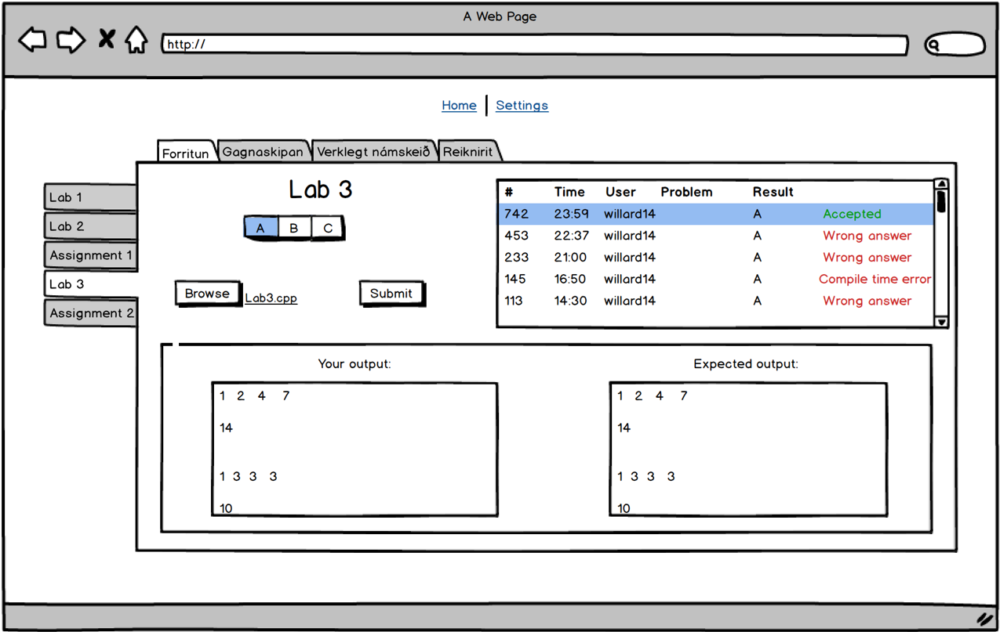 A Web Page
http://
Home | Settings
Forritun Gagnaskipan Verklegt námskeið Reiknirit
Lab 1
Lab 2
Assignment 1
Lab 3
Assignment 2
Lab 3
A B C
Browse Lab3.cpp Submit
# Time User Problem Result
742 23:59 willard14 A Accepted
453 22:37 willard14 A Wrong answer
233 21:00 willard14 A Wrong answer
145 16:50 willard14 A Compile time error
113 14:30 willard14 A Wrong answer
Your output:
1 2 4 7
14
1 3 3 3
10
Expected output:
1 2 4 7
14
1 3 3 3
10